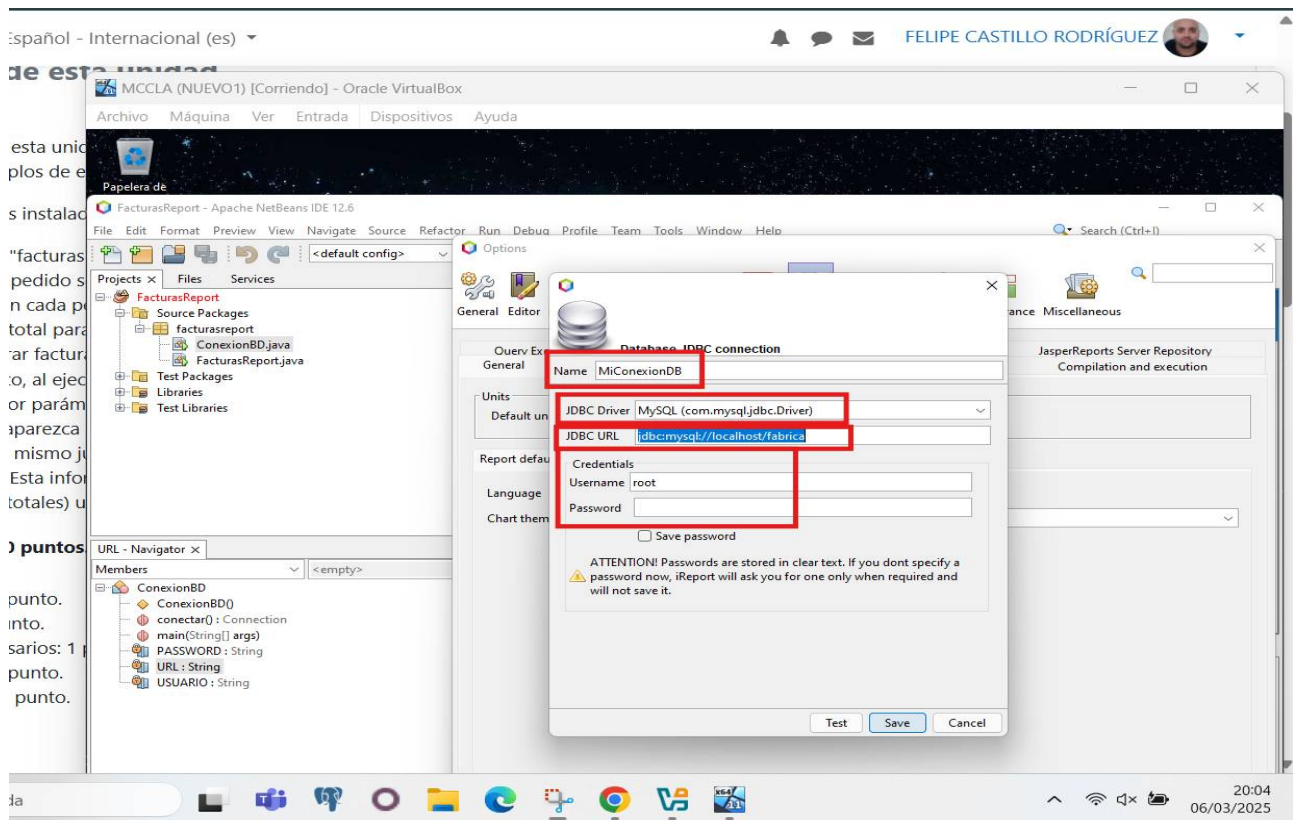 Español - Internacional (es)
FELIPE CASTILLO RODRÍGUEZ
de esta unidad
MCCLA (NUEVO1) [Corriendo] - Oracle VirtualBox
Archivo Máquina Ver Entrada Dispositivos Ayuda
esta unid
plos de e
s instalad
"facturas
pedido s
n cada pe
total para
rar factura
to, al ejec
or parám
aparezca
mismo ju
Esta infor
totales) u
0 puntos.
punto.
unto.
sarios: 1 p
punto.
punto.
Papelera de
FacturasReport - Apache NetBeans IDE 12.6
File Edit Format Preview View Navigate Source Refactor Run Debug Profile Team Tools Window Help
Search (Ctrl+I)
<default config>
Projects Files Services
FacturasReport
Source Packages
facturasreport
ConexionBD.java
FacturasReport.java
Test Packages
Libraries
Test Libraries
URL - Navigator
Members <empty>
ConexionBD
ConexionBD()
conectar() : Connection
main(String[] args)
PASSWORD : String
URL : String
USUARIO : String
Options
General Editor
ance Miscellaneous
Query Ex
JasperReports Server Repository
General
Compilation and execution
Units
Default un
Report defau
Language
Chart them
Database JDBC connection
Name MiConexionDB
JDBC Driver MySQL (com.mysql.jdbc.Driver)
JDBC URL jdbc:mysql://localhost/fabrica
Credentials
Username root
Password
Save password
ATTENTION! Passwords are stored in clear text. If you dont specify a
password now, iReport will ask you for one only when required and
will not save it.
Test Save Cancel
da
20:04
06/03/2025